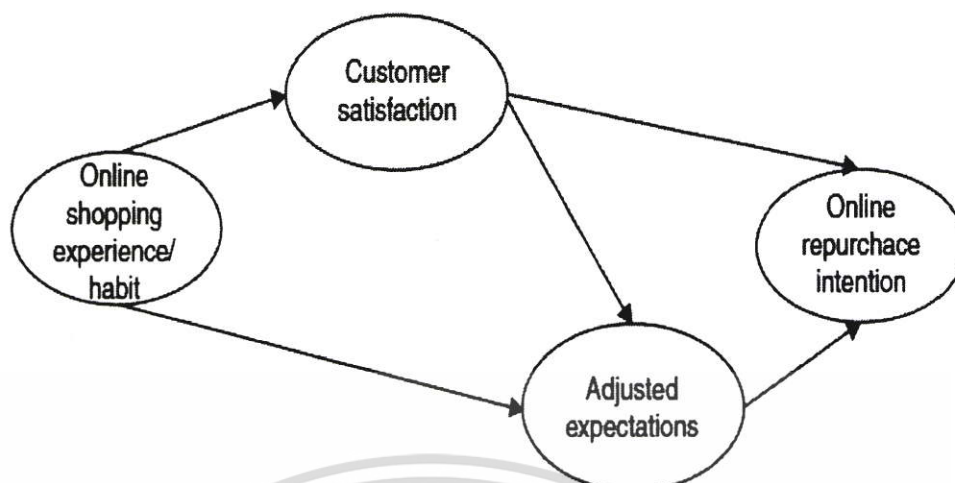 Customer
satisfaction
Online
shopping
experience/
habit
Online
repurchace
intention
Adjusted
expectations